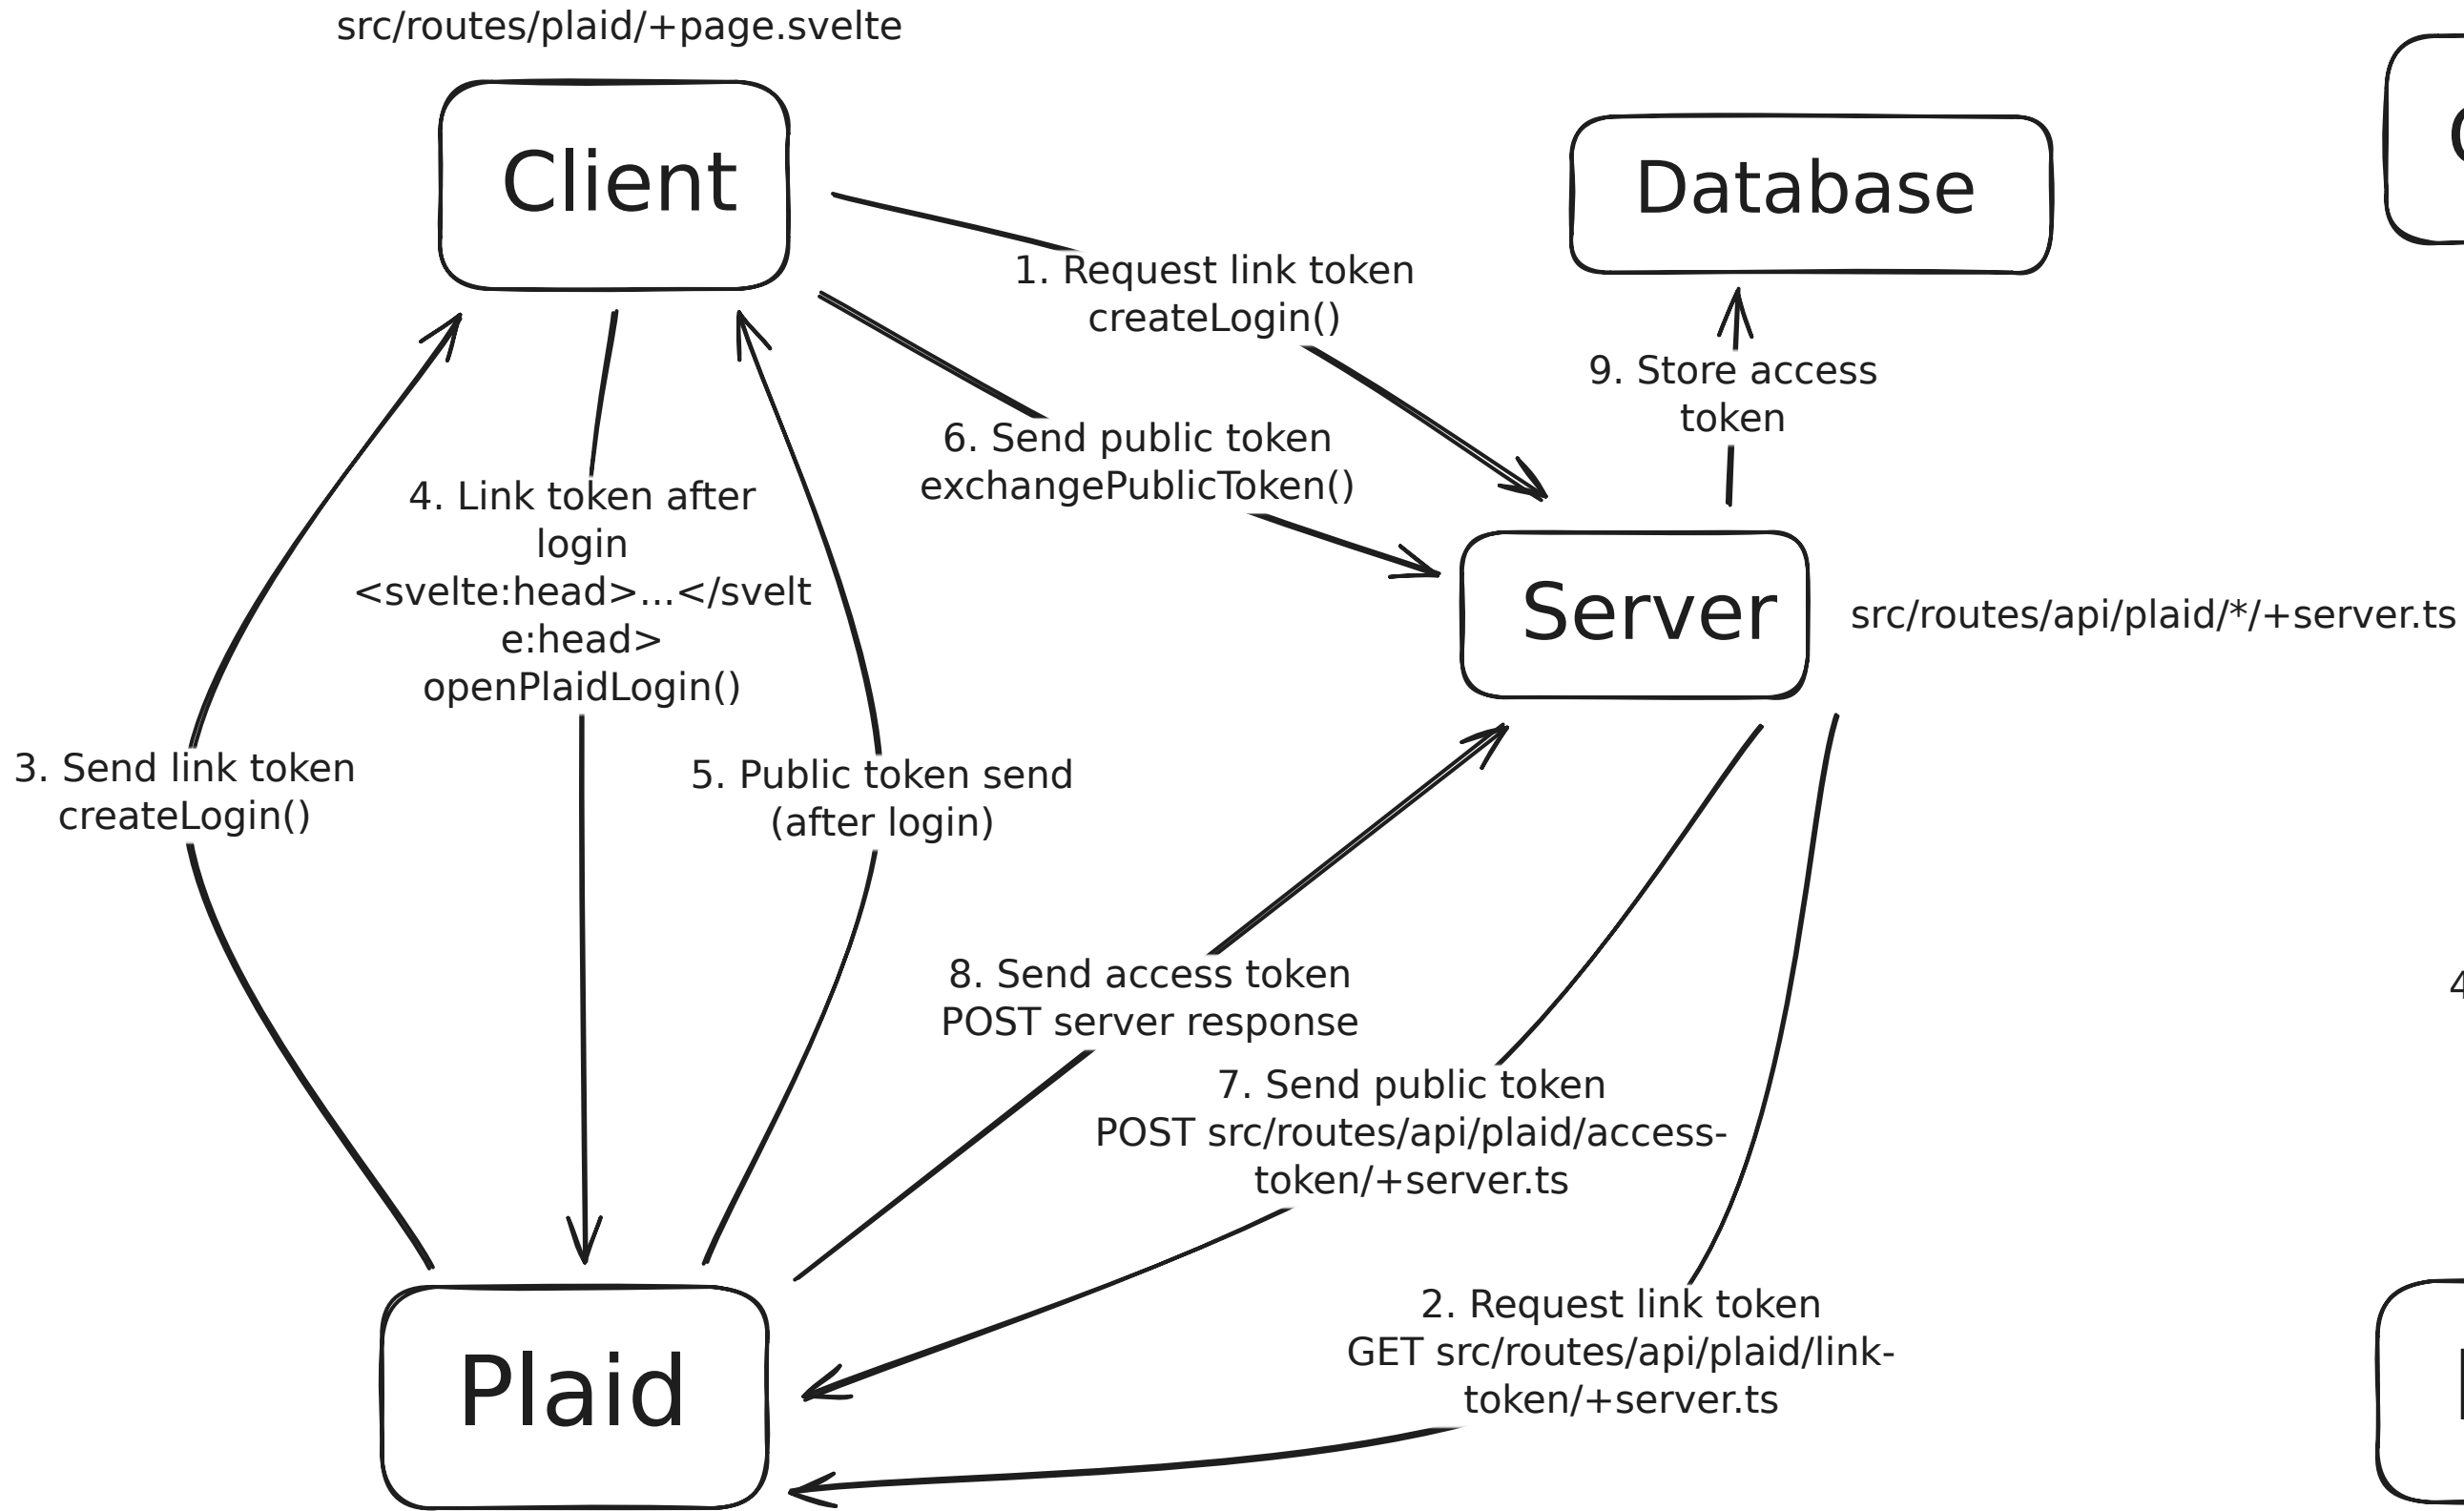 src/routes/plaid/+page.svelte
Client
Database
1. Request link token
createLogin()
9. Store access
token
6. Send public token
exchangePublicToken()
4. Link token after
login
<svelte:head>...</svelt
e:head>
openPlaidLogin()
Server
src/routes/api/plaid/*/+server.ts
3. Send link token
createLogin()
5. Public token send
(after login)
8. Send access token
POST server response
7. Send public token
POST src/routes/api/plaid/access-
token/+server.ts
2. Request link token
GET src/routes/api/plaid/link-
token/+server.ts
Plaid